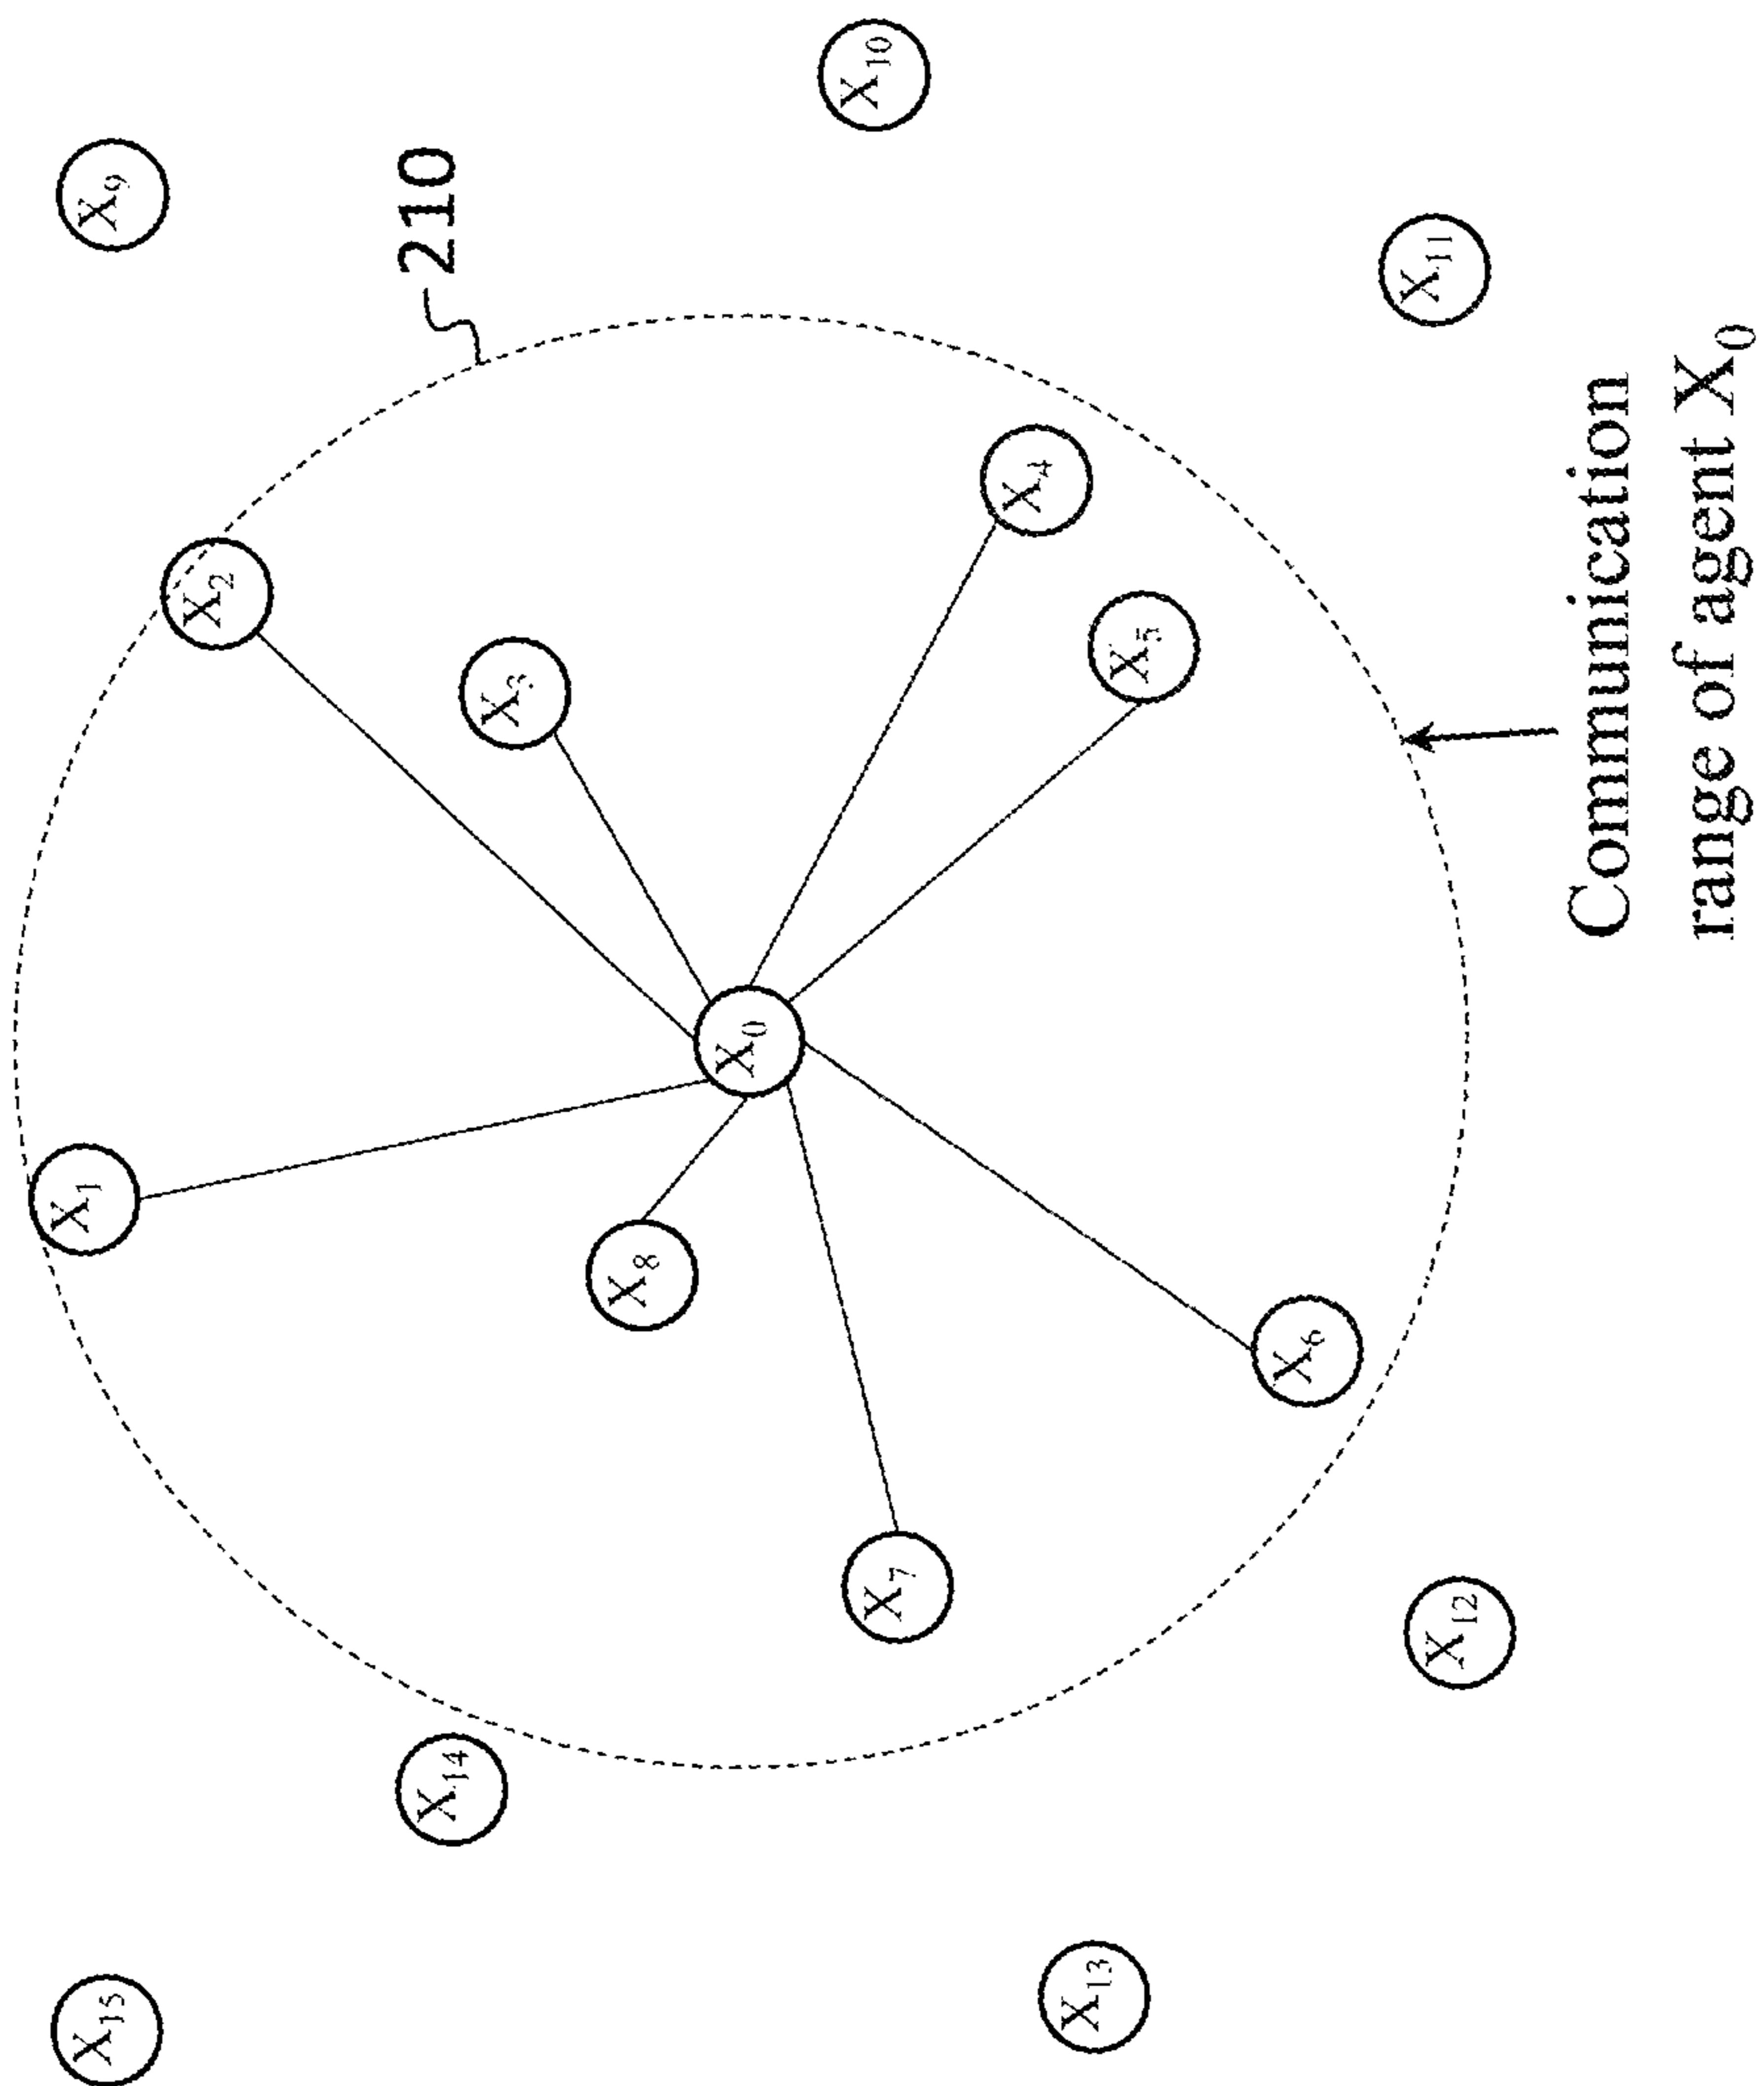 X15
X14
X1
X2
X9
210
X8
X3
X0
X10
X7
X13
X4
X5
X6
X12
X11
Communication
range of agent X0